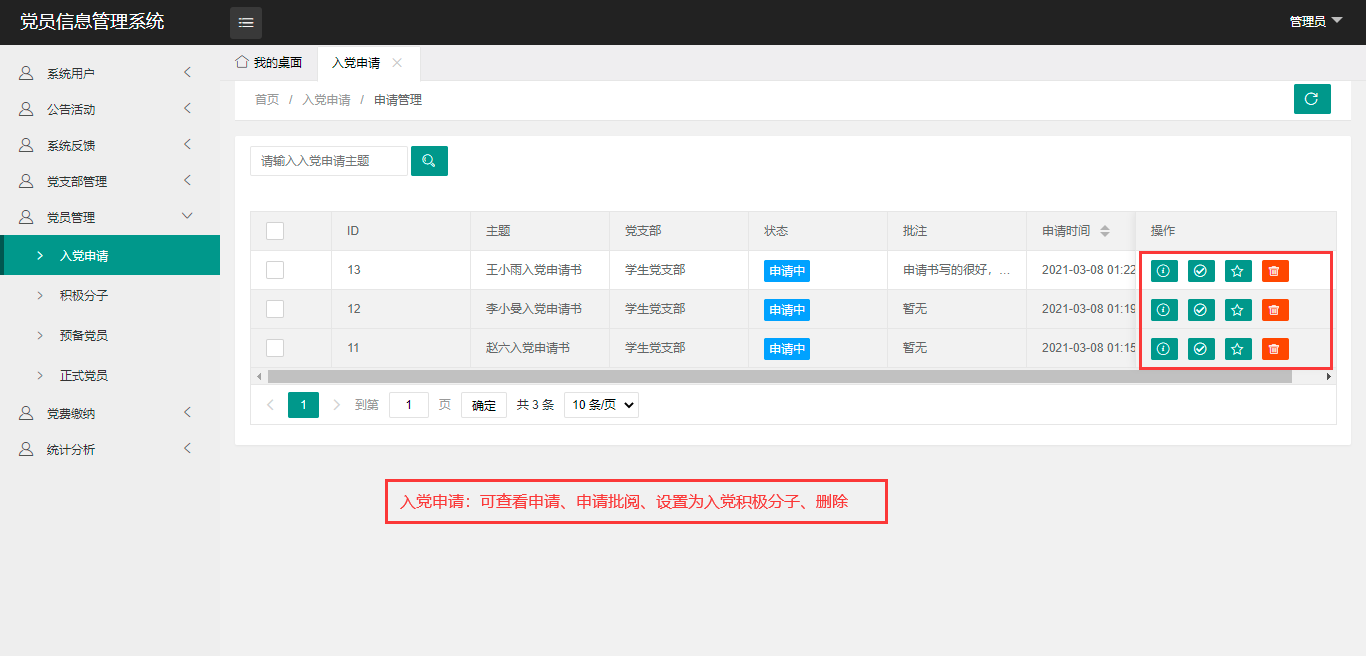 党员信息管理系统
管理员
系统用户
公告活动
系统反馈
党支部管理
党员管理
入党申请
积极分子
预备党员
正式党员
党费缴纳
统计分析
我的桌面 入党申请
首页 / 入党申请 / 申请管理
请输入入党申请主题
ID 主题 党支部 状态 批注 申请时间 操作
13 王小雨入党申请书 学生党支部 申请中 申请书写的很好，... 2021-03-08 01:22
12 李小曼入党申请书 学生党支部 申请中 暂无 2021-03-08 01:19
11 赵六入党申请书 学生党支部 申请中 暂无 2021-03-08 01:15
1 到第 1 页 确定 共 3 条 10 条/页
入党申请：可查看申请、申请批阅、设置为入党积极分子、删除